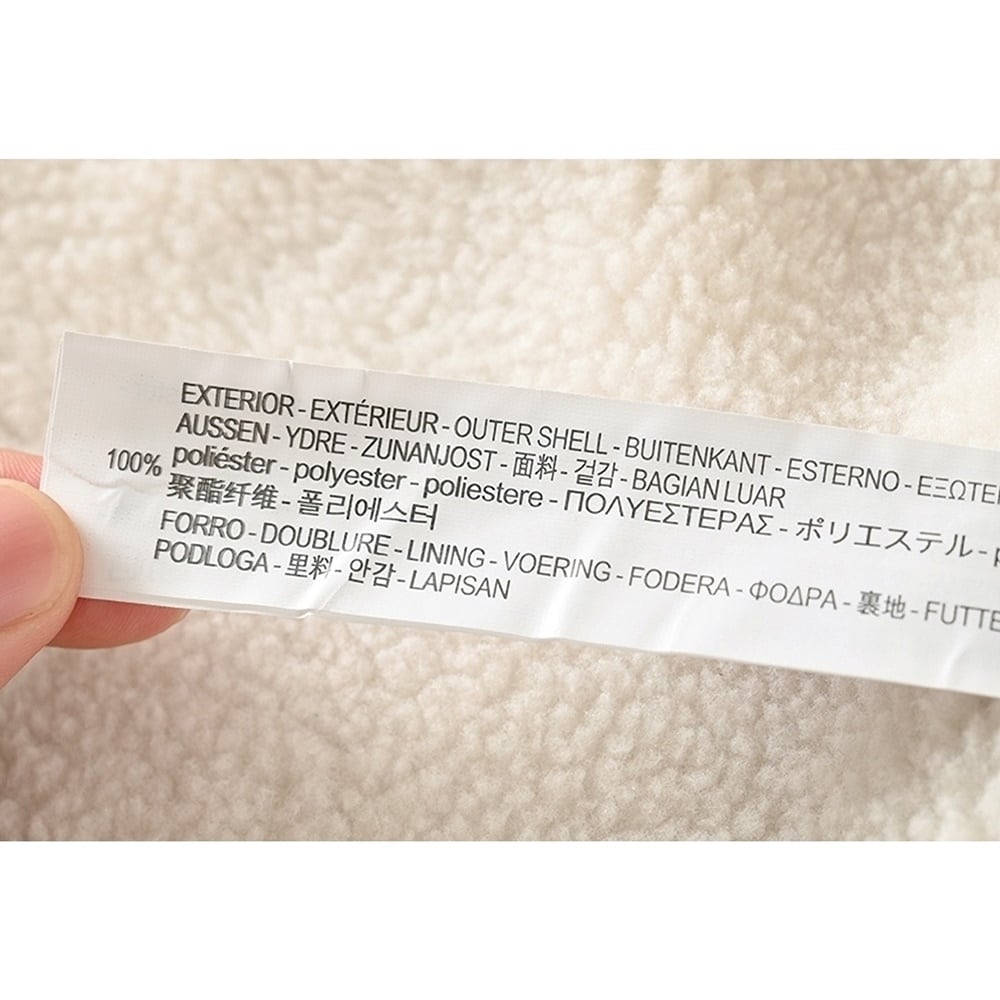 EXTERIOR - EXTÉRIEUR - OUTER SHELL - BUITENKANT - ESTERNO -
AUSSEN - YDRE - ZUNANJOST - 面料 - 겉감 - BAGIAN LUAR
100% poliéster - polyester - poliestere - ΠΟΛΥΕΣΤΕΡΑΣ - ポリエステル -
聚酯纤维 - 폴리에스터
FORRO - DOUBLURE - LINING - VOERING - FODERA - ΦΟΔΡΑ - 裏地 -
PODLOGA - 里料 - 안감 - LAPISAN